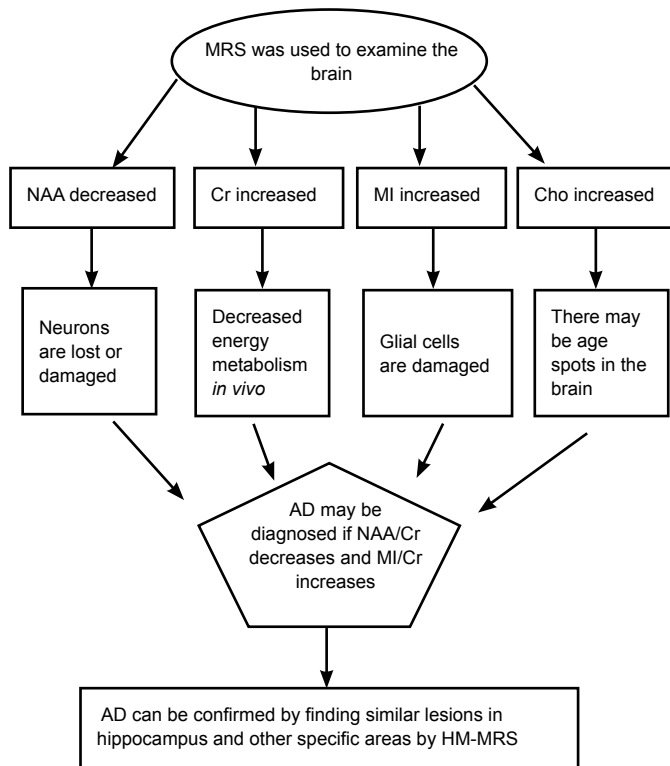 MRS was used to examine the
brain
NAA decreased
Cr increased
MI increased
Cho increased
Neurons
are lost or
damaged
Decreased
energy
metabolism
in vivo
Glial cells
are damaged
There may
be age
spots in the
brain
AD may be
diagnosed if NAA/Cr
decreases and MI/Cr
increases
AD can be confirmed by finding similar lesions in
hippocampus and other specific areas by HM-MRS